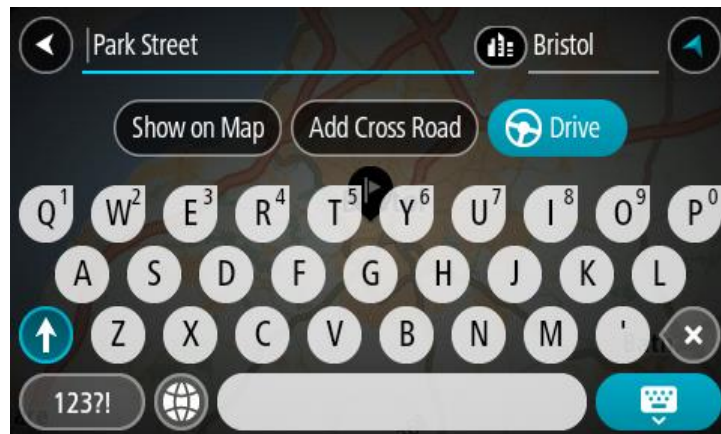 Park Street Bristol
Show on Map Add Cross Road Drive
Q1 W2 E3 R4 T5 Y6 U7 I8 O9 P0
A S D F G H J K L
Z X C V B N M '
123?!